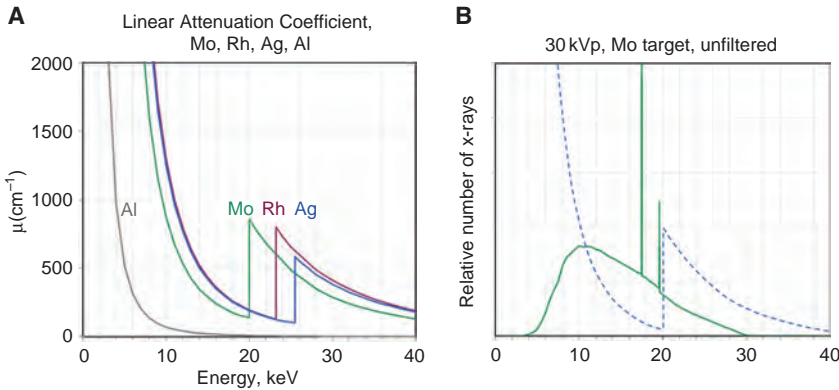 A
Linear Attenuation Coefficient,
Mo, Rh, Ag, Al
2000
1500
1000
500
0
μ(cm⁻¹)
Al
Mo Rh Ag
0 10 20 30 40
Energy, keV
B
30 kVp, Mo target, unfiltered
Relative number of x-rays
0 10 20 30 40